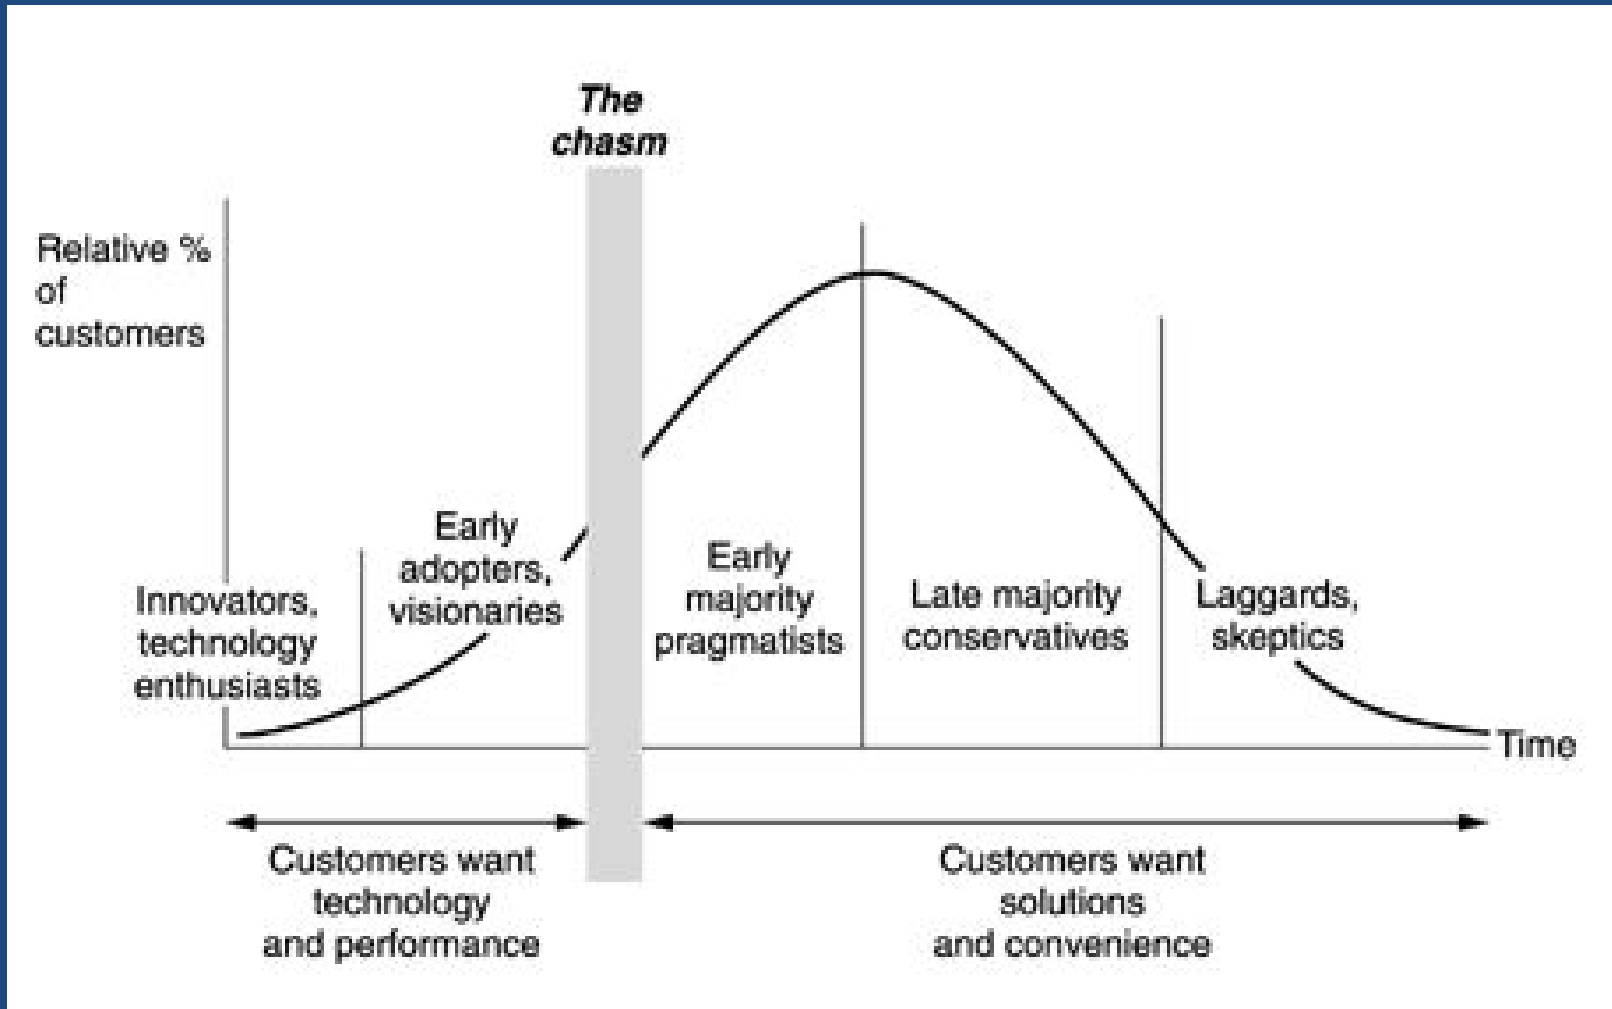 The
chasm
Relative %
of
customers
Innovators,
technology
enthusiasts
Early
adopters,
visionaries
Early
majority
pragmatists
Late majority
conservatives
Laggards,
skeptics
Time
Customers want
technology
and performance
Customers want
solutions
and convenience